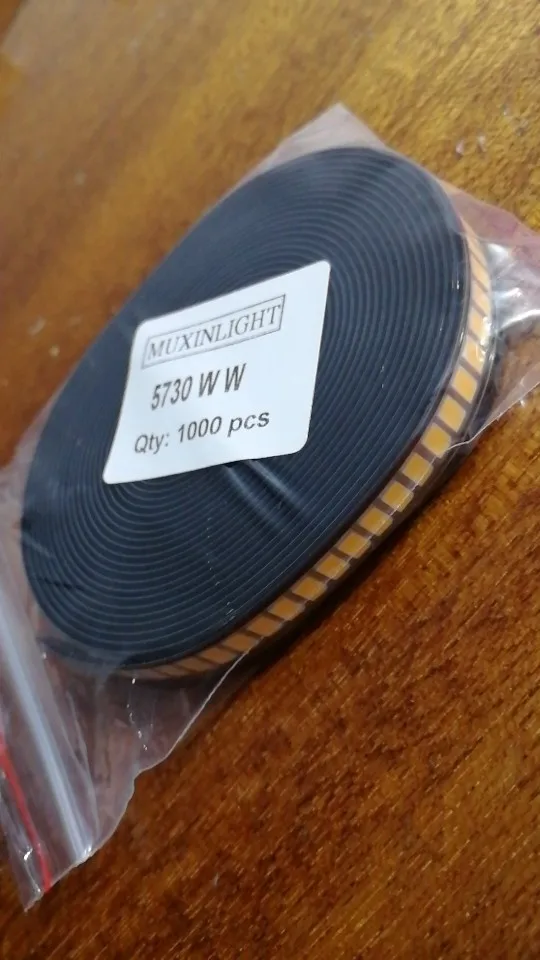 MUXINLIGHT
5730 W W
Qty: 1000 pcs